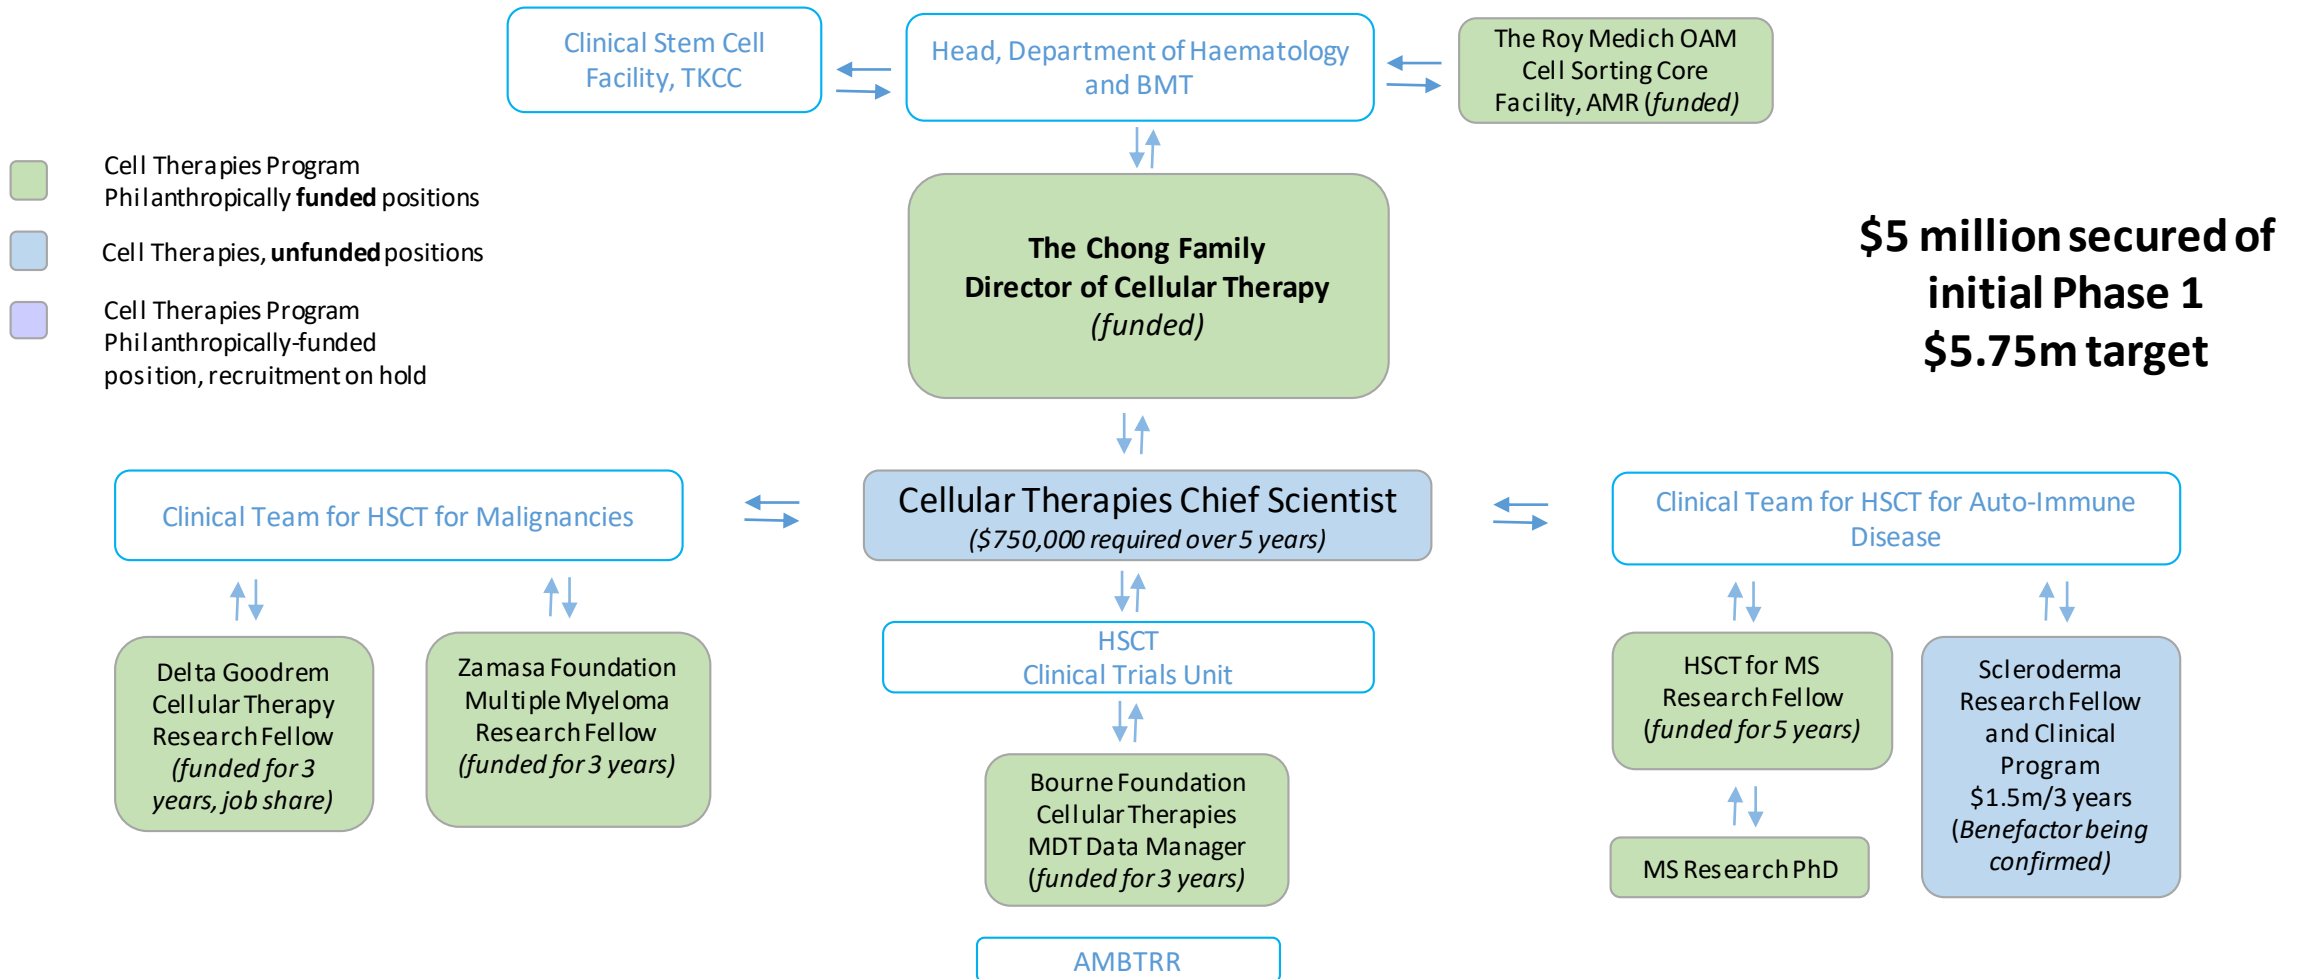 Clinical Stem Cell
Facility, TKCC
Head, Department of Haematology
and BMT
The Roy Medich OAM
Cell Sorting Core
Facility, AMR (funded)
Cell Therapies Program
Philanthropically funded positions
Cell Therapies, unfunded positions
Cell Therapies Program
Philanthropically-funded
position, recruitment on hold
The Chong Family
Director of Cellular Therapy
(funded)
$5 million secured of
initial Phase 1
$5.75m target
Clinical Team for HSCT for Malignancies
Cellular Therapies Chief Scientist
($750,000 required over 5 years)
Clinical Team for HSCT for Auto-Immune
Disease
Delta Goodrem
Cellular Therapy
Research Fellow
(funded for 3
years, job share)
Zamasa Foundation
Multiple Myeloma
Research Fellow
(funded for 3 years)
HSCT
Clinical Trials Unit
Bourne Foundation
Cellular Therapies
MDT Data Manager
(funded for 3 years)
AMBTRR
HSCT for MS
Research Fellow
(funded for 5 years)
MS Research PhD
Scleroderma
Research Fellow
and Clinical
Program
$1.5m/3 years
(Benefactor being
confirmed)